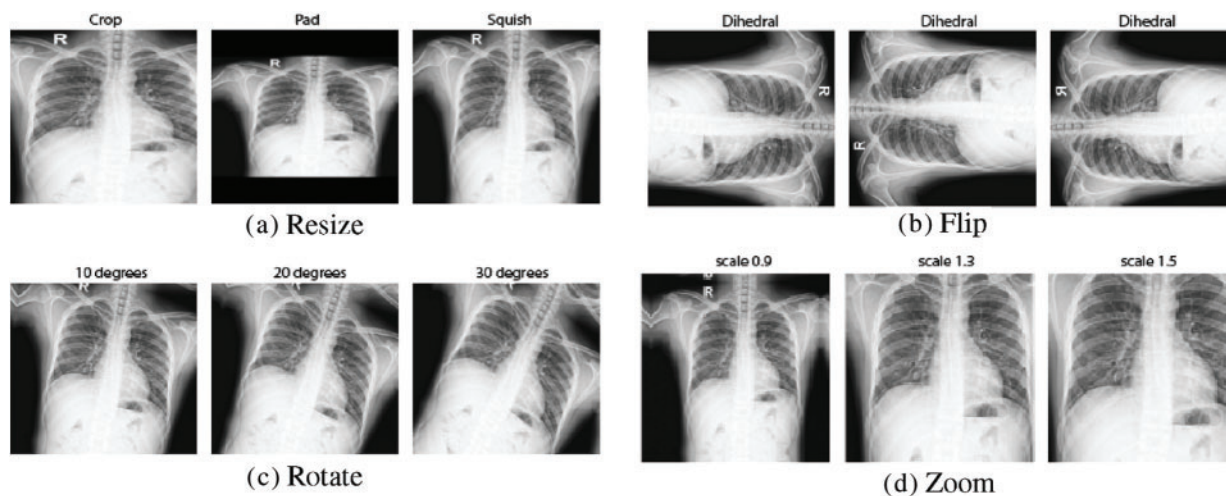 Crop Pad Squish
R R R
(a) Resize
Dihedral Dihedral Dihedral
R R R
(b) Flip
10 degrees 20 degrees 30 degrees
R
(c) Rotate
scale 0.9 scale 1.3 scale 1.5
R
(d) Zoom